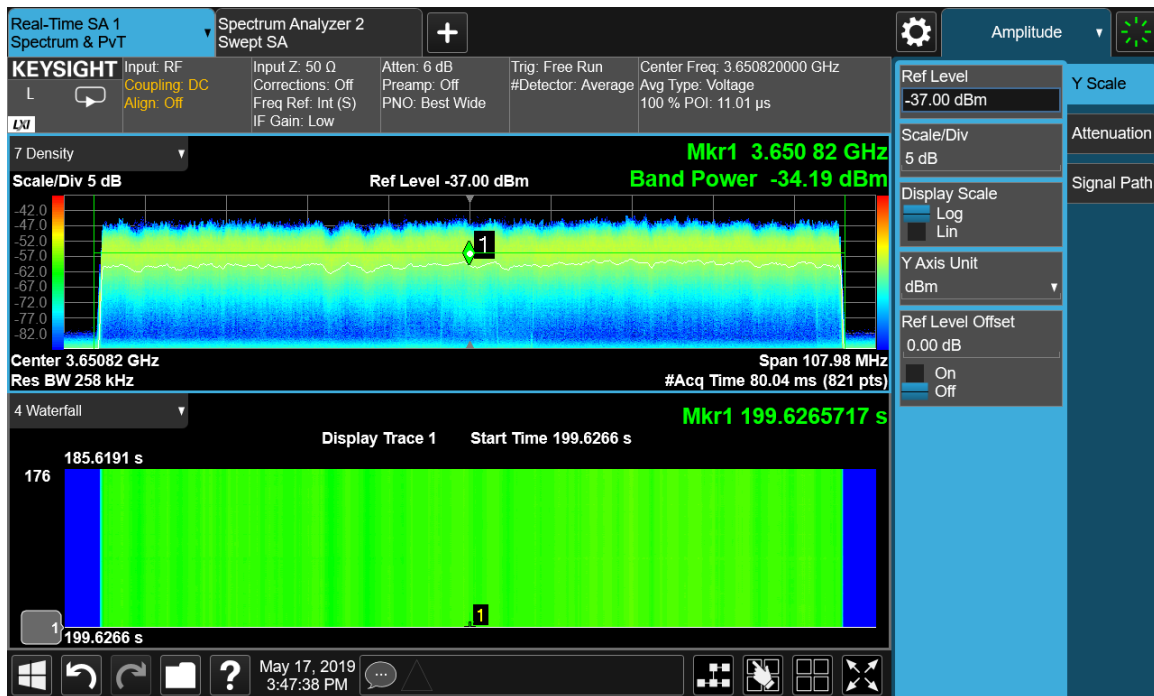 Real-Time SA 1
Spectrum & PvT
Spectrum Analyzer 2
Swept SA
Amplitude
KEYSIGHT
L
LXI
Input: RF
Coupling: DC
Align: Off
Input Z: 50 Ω
Corrections: Off
Freq Ref: Int (S)
IF Gain: Low
Atten: 6 dB
Preamp: Off
PNO: Best Wide
Trig: Free Run
#Detector: Average
Center Freq: 3.650820000 GHz
Avg Type: Voltage
100 % POI: 11.01 µs
7 Density
Mkr1 3.650 82 GHz
Scale/Div 5 dB
Ref Level -37.00 dBm
Band Power -34.19 dBm
-42.0
-47.0
-52.0
-57.0
-62.0
-67.0
-72.0
-77.0
-82.0
1
Center 3.65082 GHz
Span 107.98 MHz
Res BW 258 kHz
#Acq Time 80.04 ms (821 pts)
4 Waterfall
Mkr1 199.6265717 s
Display Trace 1
Start Time 199.6266 s
185.6191 s
176
1
1
199.6266 s
?
May 17, 2019
3:47:38 PM
Ref Level
-37.00 dBm
Scale/Div
5 dB
Display Scale
Log
Lin
Y Axis Unit
dBm
Ref Level Offset
0.00 dB
On
Off
Y Scale
Attenuation
Signal Path